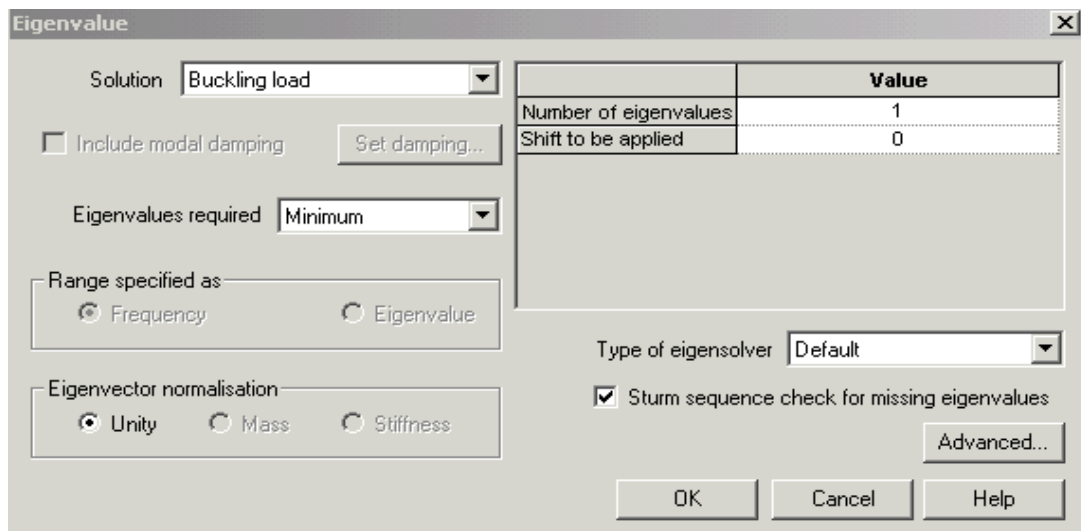 Eigenvalue
Solution Buckling load
Include modal damping Set damping...
Eigenvalues required Minimum
Range specified as
Frequency Eigenvalue
Eigenvector normalisation
Unity Mass Stiffness
Value
Number of eigenvalues 1
Shift to be applied 0
Type of eigensolver Default
Sturm sequence check for missing eigenvalues
Advanced...
OK Cancel Help